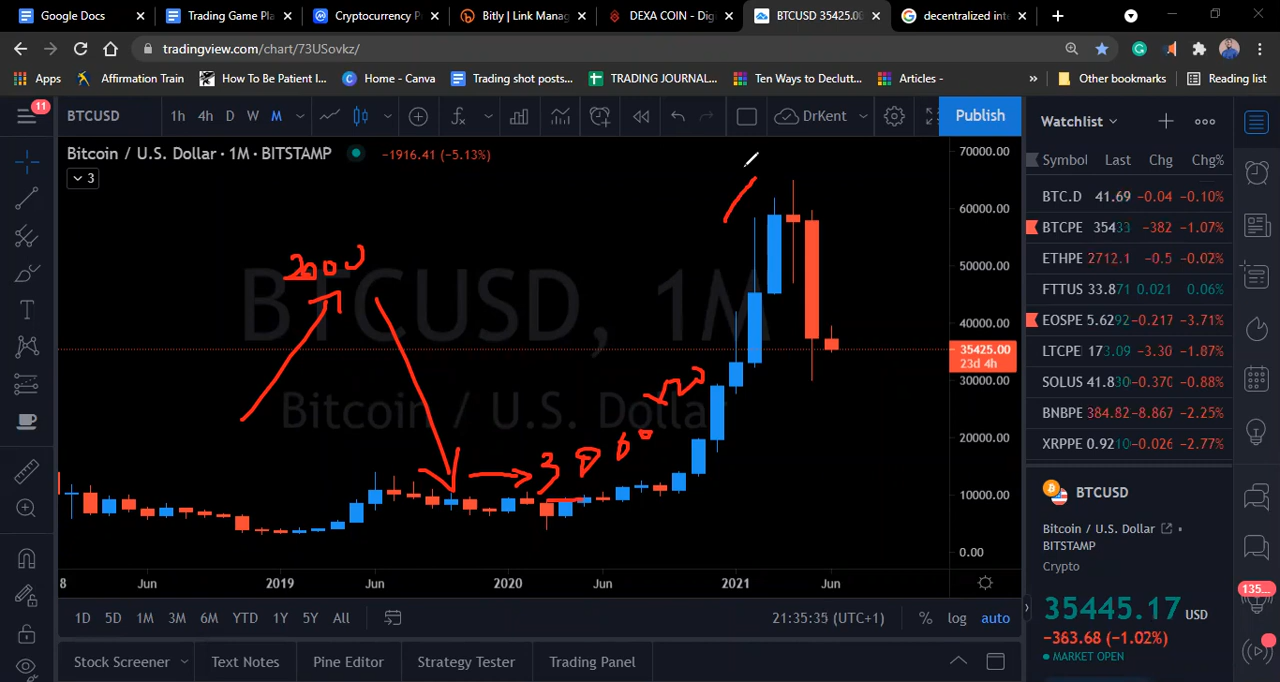 Google Docs Trading Game Pla Cryptocurrency P Bitly | Link Manag DEXA COIN - Digi BTCUSD 35425.00 decentralized int
tradingview.com/chart/73USovkz/
Apps Affirmation Train How To Be Patient I... Home - Canva Trading shot posts... TRADING JOURNAL... Ten Ways to Declutt... Articles - » Other bookmarks Reading list
11 BTCUSD 1h 4h D W M DrKent Publish Watchlist
Bitcoin / U.S. Dollar · 1M · BITSTAMP −1916.41 (−5.13%)
3
70000.00
60000.00
50000.00
40000.00
35425.00
23d 4h
30000.00
20000.00
10000.00
0.00
BTCUSD, 1M
Bitcoin / U.S. Dolla
8 Jun 2019 Jun 2020 Jun 2021 Jun
1D 5D 1M 3M 6M YTD 1Y 5Y All 21:35:35 (UTC+1) % log auto
Stock Screener Text Notes Pine Editor Strategy Tester Trading Panel
Symbol Last Chg Chg%
BTC.D 41.69 -0.04 -0.10%
BTCPE 35433 -382 -1.07%
ETHPE 2712.1 -0.5 -0.02%
FTTUS 33.871 0.021 0.06%
EOSPE 5.6292 -0.217 -3.71%
LTCPE 173.09 -3.30 -1.87%
SOLUS 41.830 -0.370 -0.88%
BNBPE 384.82 -8.867 -2.25%
XRPPE 0.9210 -0.026 -2.77%
BTCUSD
Bitcoin / U.S. Dollar
BITSTAMP
Crypto
35445.17 USD
−363.68 (−1.02%)
MARKET OPEN
135...